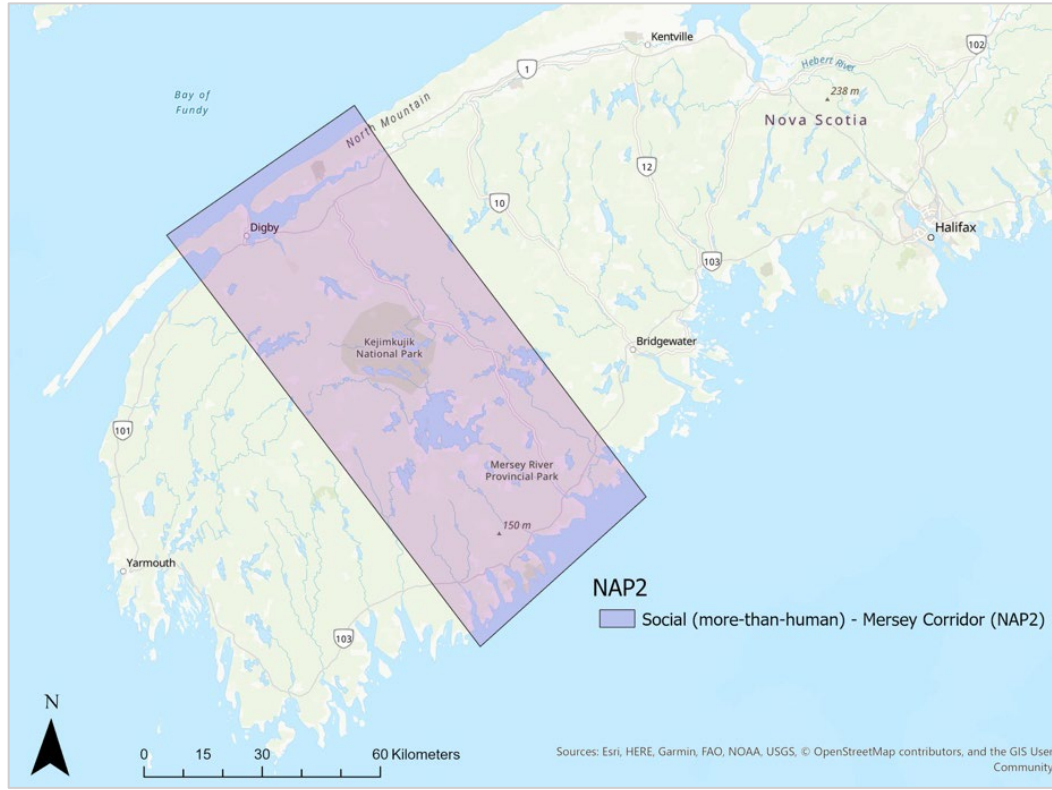 Kentville
102
1
Hebert River
238 m
Bay of
Fundy
North Mountain
Nova Scotia
12
10
Digby
Halifax
103
Kejimkujik
National Park
Bridgewater
101
Mersey River
Provincial Park
150 m
Yarmouth
NAP2
Social (more-than-human) - Mersey Corridor (NAP2)
103
N
0 15 30 60 Kilometers
Sources: Esri, HERE, Garmin, FAO, NOAA, USGS, © OpenStreetMap contributors, and the GIS User
Community